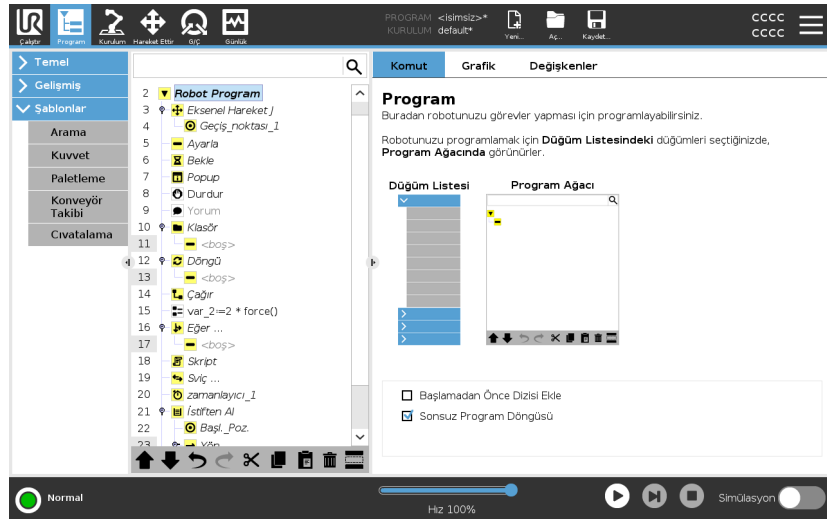 PROGRAM <isimsiz>*
KURULUM default*
Çalıştır
Program
Kurulum
Hareket Ettir
G/Ç
Günlük
Yeni...
Aç...
Kaydet...
cccc
cccc
Temel
Gelişmiş
Şablonlar
Arama
Kuvvet
Paletleme
Konveyör
Takibi
Cıvatalama
2 Robot Program
3 Eksenel Hareket J
4 Geçiş_noktası_1
5 Ayarla
6 Bekle
7 Popup
8 Durdur
9 Yorum
10 Klasör
11 <boş>
12 Döngü
13 <boş>
14 Çağır
15 var_2≔2 * force()
16 Eğer ...
17 <boş>
18 Skript
19 Sviç ...
20 zamanlayıcı_1
21 İstiften Al
22 Başl._Poz.
23 Yön
Komut
Grafik
Değişkenler
Program
Buradan robotunuzu görevler yapması için programlayabilirsiniz.
Robotunuzu programlamak için Düğüm Listesindeki düğümleri seçtiğinizde,
Program Ağacında görünürler.
Düğüm Listesi
Program Ağacı
Başlamadan Önce Dizisi Ekle
Sonsuz Program Döngüsü
Normal
Hız 100%
Simülasyon